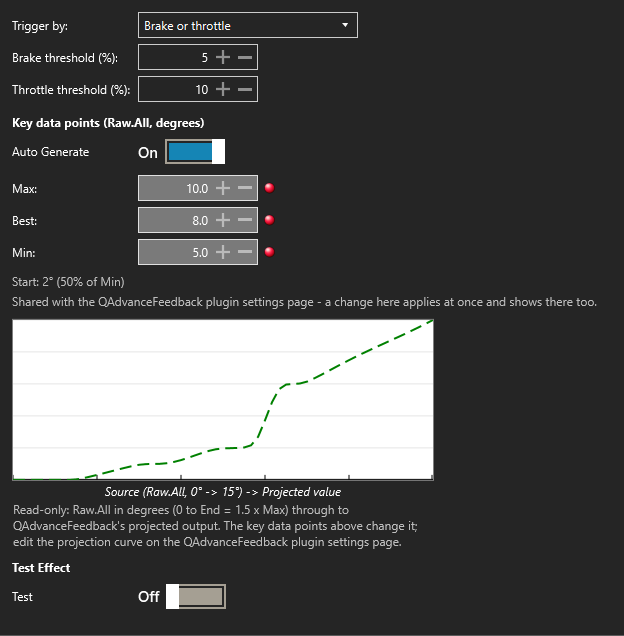 Trigger by:
Brake or throttle
Brake threshold (%):
5
Throttle threshold (%):
10
Key data points (Raw.All, degrees)
Auto Generate
On
Max:
10.0
Best:
8.0
Min:
5.0
Start: 2° (50% of Min)
Shared with the QAdvanceFeedback plugin settings page - a change here applies at once and shows there too.
Source (Raw.All, 0° -> 15°) -> Projected value
Read-only: Raw.All in degrees (0 to End = 1.5 x Max) through to
QAdvanceFeedback's projected output. The key data points above change it;
edit the projection curve on the QAdvanceFeedback plugin settings page.
Test Effect
Test
Off